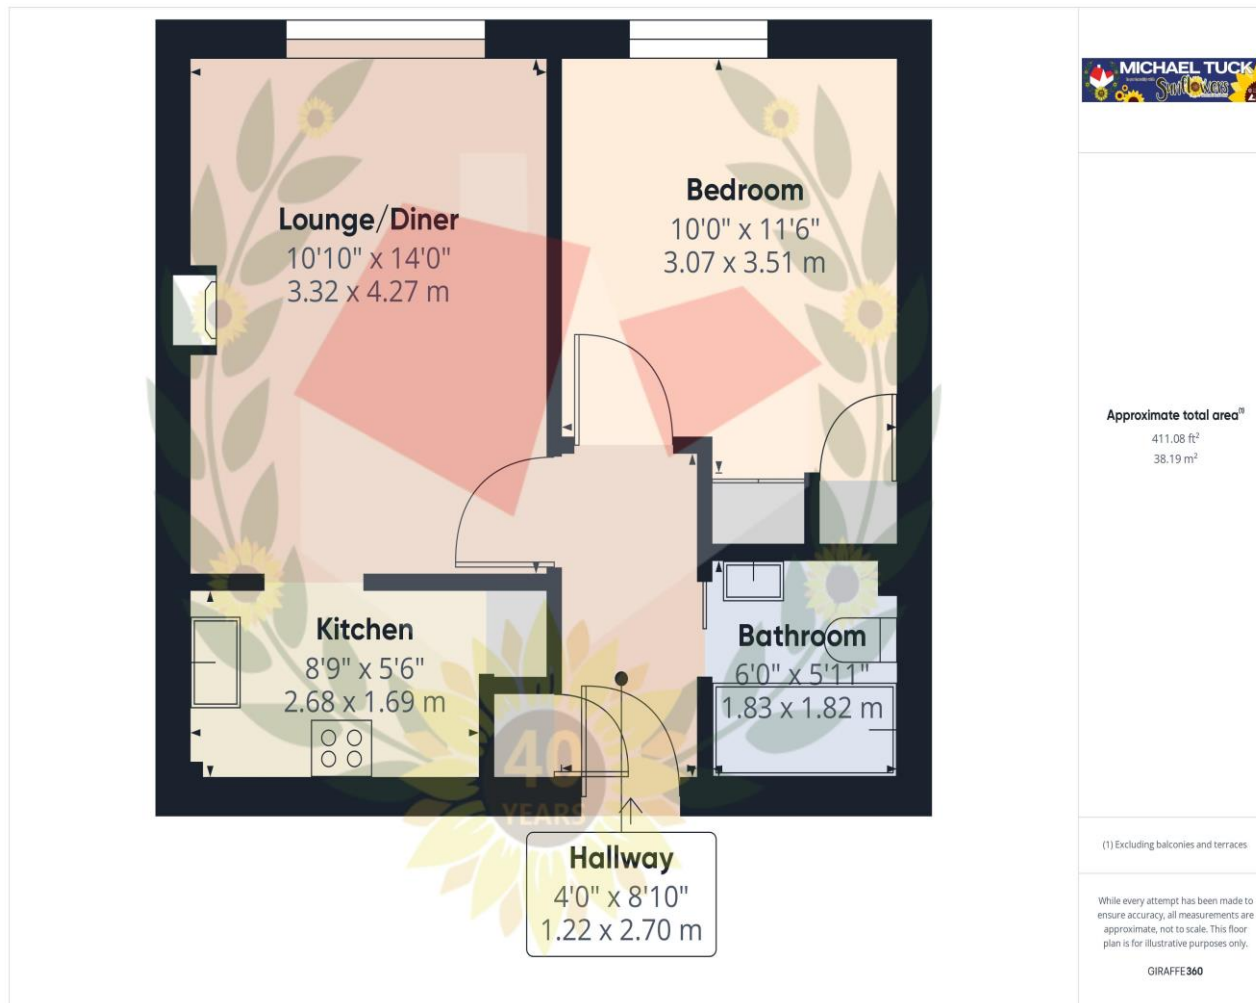 Lounge/Diner
10'10" x 14'0"
3.32 x 4.27 m
Bedroom
10'0" x 11'6"
3.07 x 3.51 m
Kitchen
8'9" x 5'6"
2.68 x 1.69 m
Bathroom
6'0" x 5'11"
1.83 x 1.82 m
40
YEARS
Hallway
4'0" x 8'10"
1.22 x 2.70 m
MICHAEL TUCK
Sunflowers
Approximate total area(1)
411.08 ft²
38.19 m²
(1) Excluding balconies and terraces
While every attempt has been made to
ensure accuracy, all measurements are
approximate, not to scale. This floor
plan is for illustrative purposes only.
GIRAFFE360